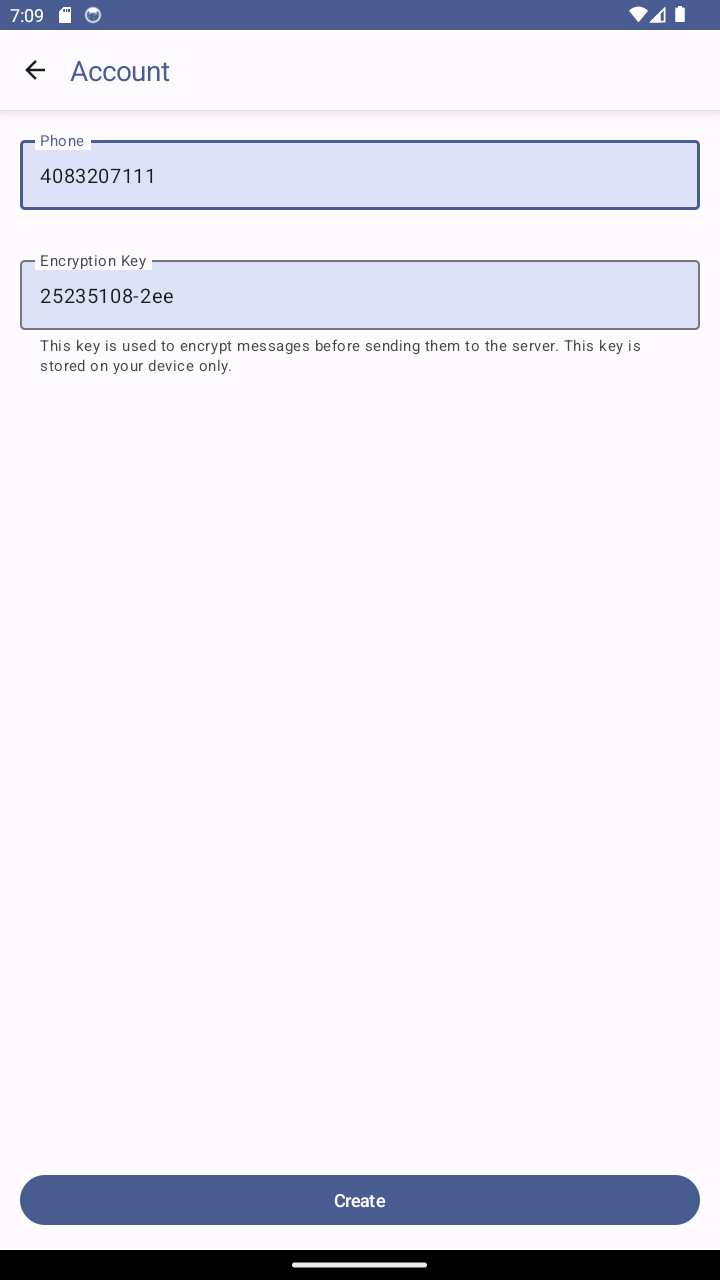 7:09
Account
Phone
4083207111
Encryption Key
25235108-2ee
This key is used to encrypt messages before sending them to the server. This key is
stored on your device only.
Create